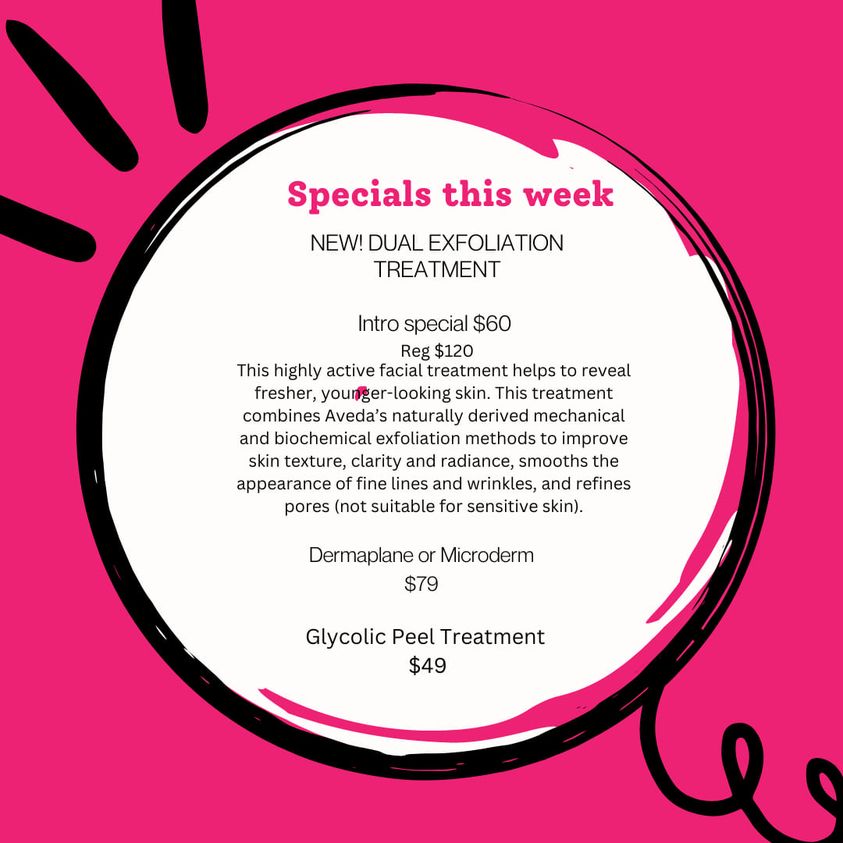 Specials this week
NEW! DUAL EXFOLIATION
TREATMENT
Intro special $60
Reg $120
This highly active facial treatment helps to reveal
fresher, younger-looking skin. This treatment
combines Aveda’s naturally derived mechanical
and biochemical exfoliation methods to improve
skin texture, clarity and radiance, smooths the
appearance of fine lines and wrinkles, and refines
pores (not suitable for sensitive skin).
Dermaplane or Microderm
$79
Glycolic Peel Treatment
$49